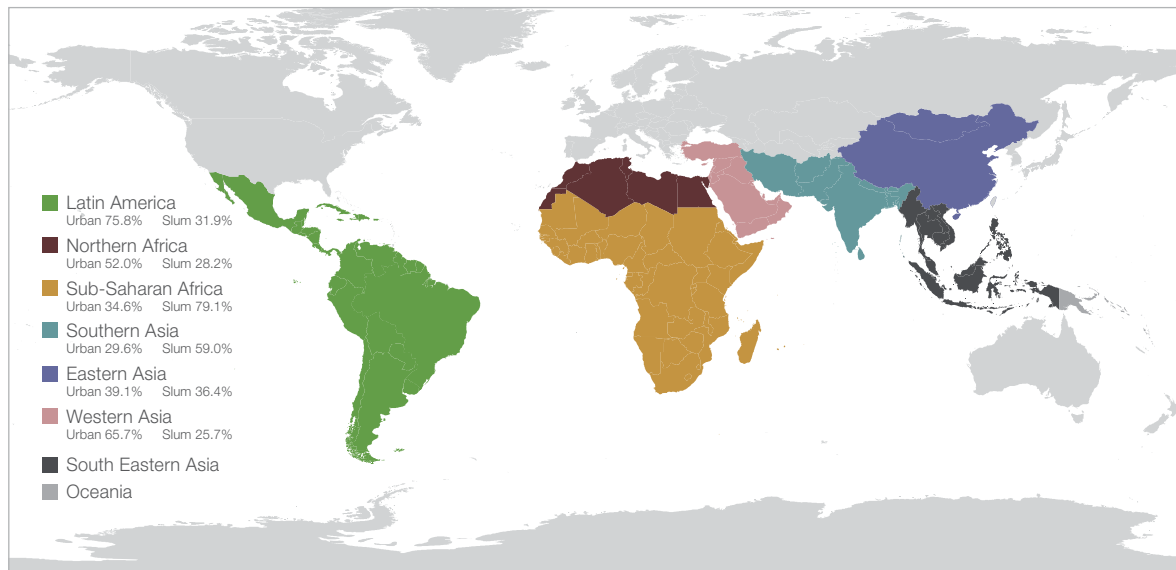 Latin America
Urban 75.8% Slum 31.9%
Northern Africa
Urban 52.0% Slum 28.2%
Sub-Saharan Africa
Urban 34.6% Slum 79.1%
Southern Asia
Urban 29.6% Slum 59.0%
Eastern Asia
Urban 39.1% Slum 36.4%
Western Asia
Urban 65.7% Slum 25.7%
South Eastern Asia
Oceania